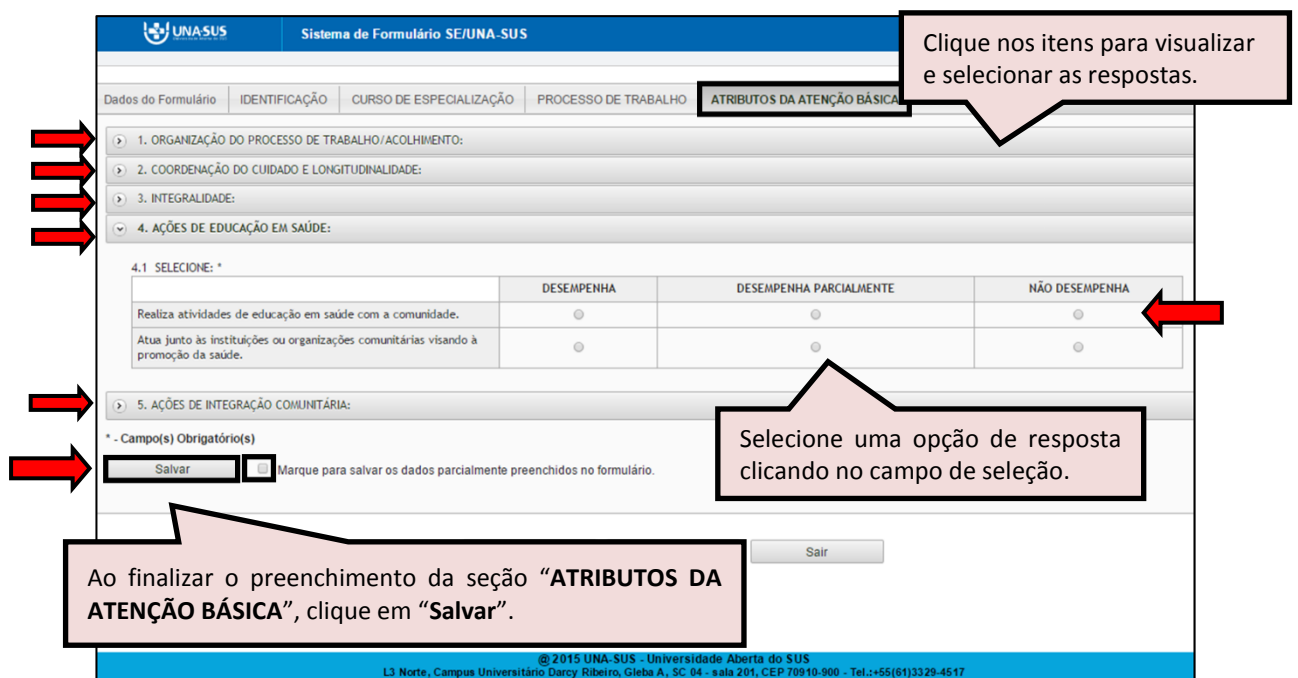 UNA-SUS
Sistema de Formulário SE/UNA-SUS
Clique nos itens para visualizar
e selecionar as respostas.
Dados do Formulário
IDENTIFICAÇÃO
CURSO DE ESPECIALIZAÇÃO
PROCESSO DE TRABALHO
ATRIBUTOS DA ATENÇÃO BÁSICA
1. ORGANIZAÇÃO DO PROCESSO DE TRABALHO/ACOLHIMENTO:
2. COORDENAÇÃO DO CUIDADO E LONGITUDINALIDADE:
3. INTEGRALIDADE:
4. AÇÕES DE EDUCAÇÃO EM SAÚDE:
4.1 SELECIONE: *
DESEMPENHA
DESEMPENHA PARCIALMENTE
NÃO DESEMPENHA
Realiza atividades de educação em saúde com a comunidade.
Atua junto às instituições ou organizações comunitárias visando à
promoção da saúde.
5. AÇÕES DE INTEGRAÇÃO COMUNITÁRIA:
* - Campo(s) Obrigatório(s)
Salvar
Marque para salvar os dados parcialmente preenchidos no formulário.
Selecione uma opção de resposta
clicando no campo de seleção.
Sair
Ao finalizar o preenchimento da seção “ATRIBUTOS DA
ATENÇÃO BÁSICA”, clique em “Salvar”.
@ 2015 UNA-SUS - Universidade Aberta do SUS
L3 Norte, Campus Universitário Darcy Ribeiro, Gleba A, SC 04 - sala 201, CEP 70910-900 - Tel.:+55(61)3329-4517